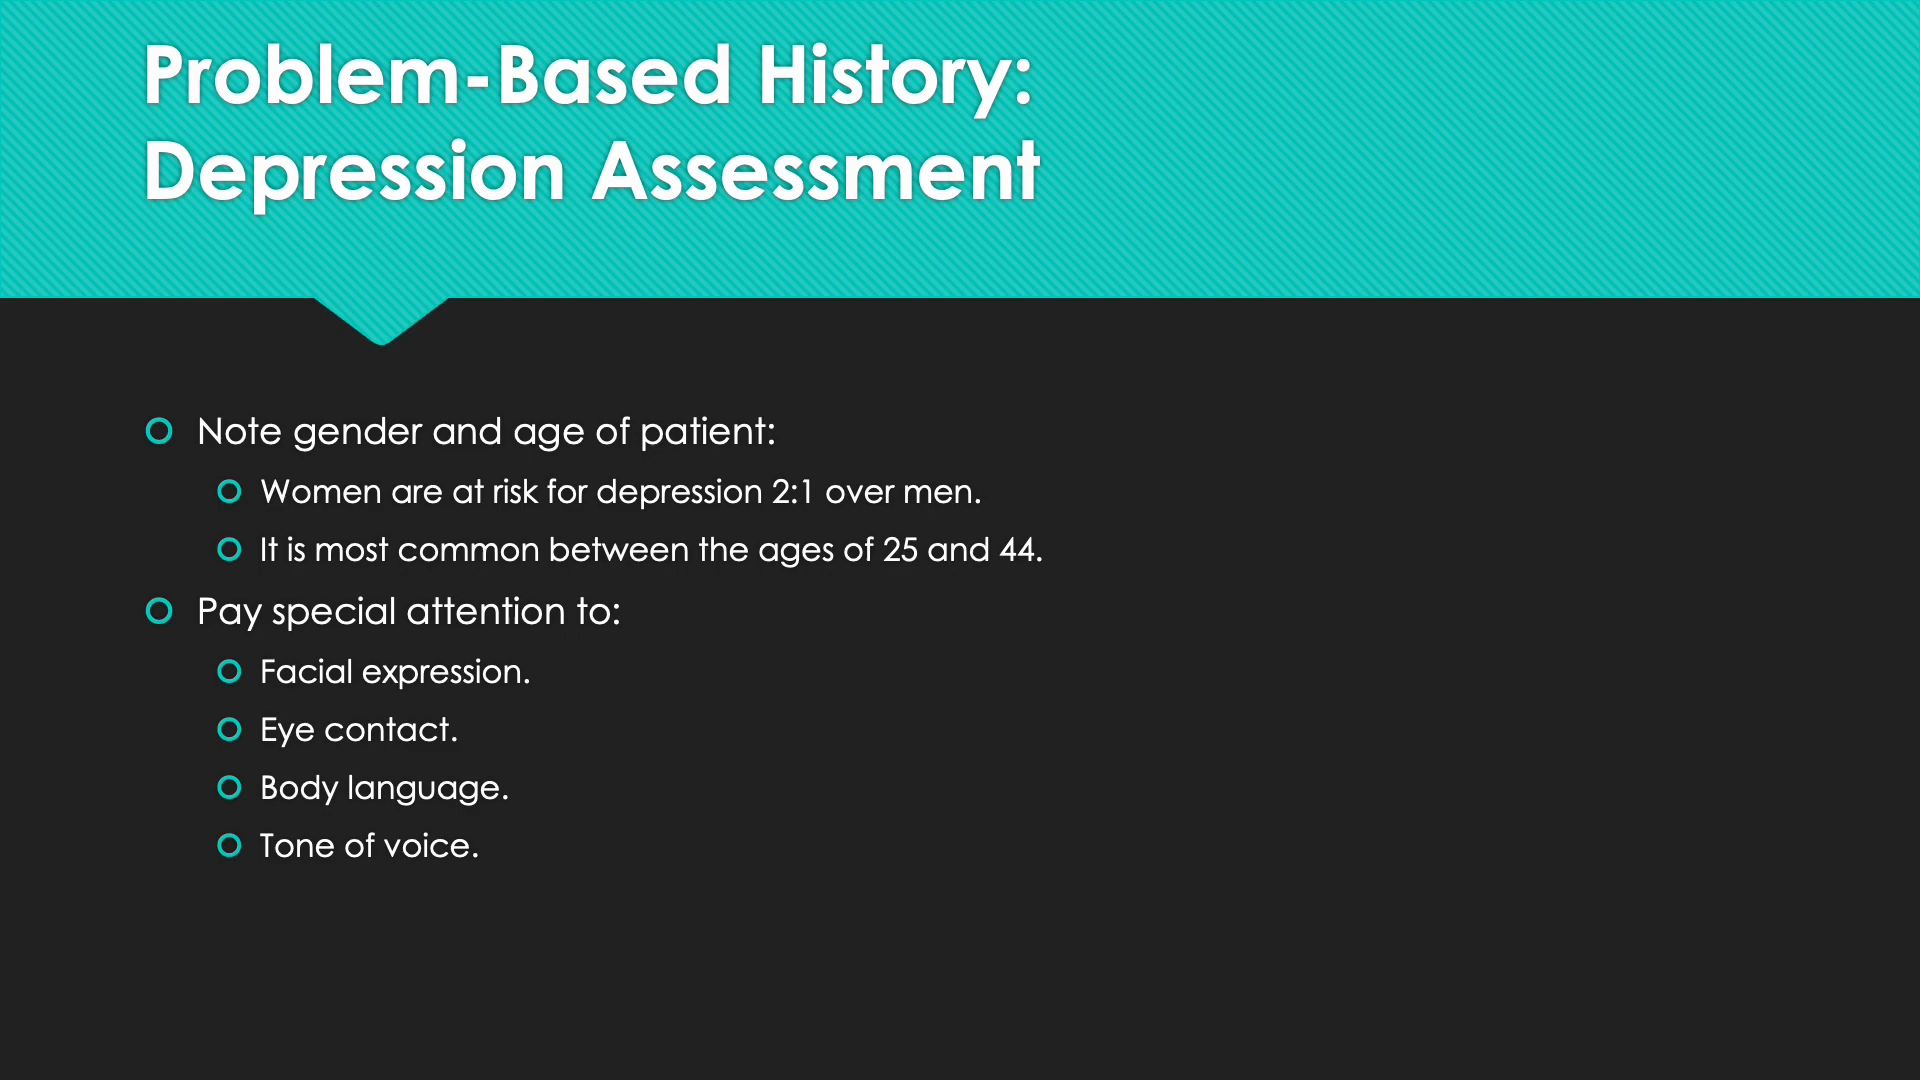 Problem-Based History:
Depression Assessment
Note gender and age of patient:
Women are at risk for depression 2:1 over men.
It is most common between the ages of 25 and 44.
Pay special attention to:
Facial expression.
Eye contact.
Body language.
Tone of voice.